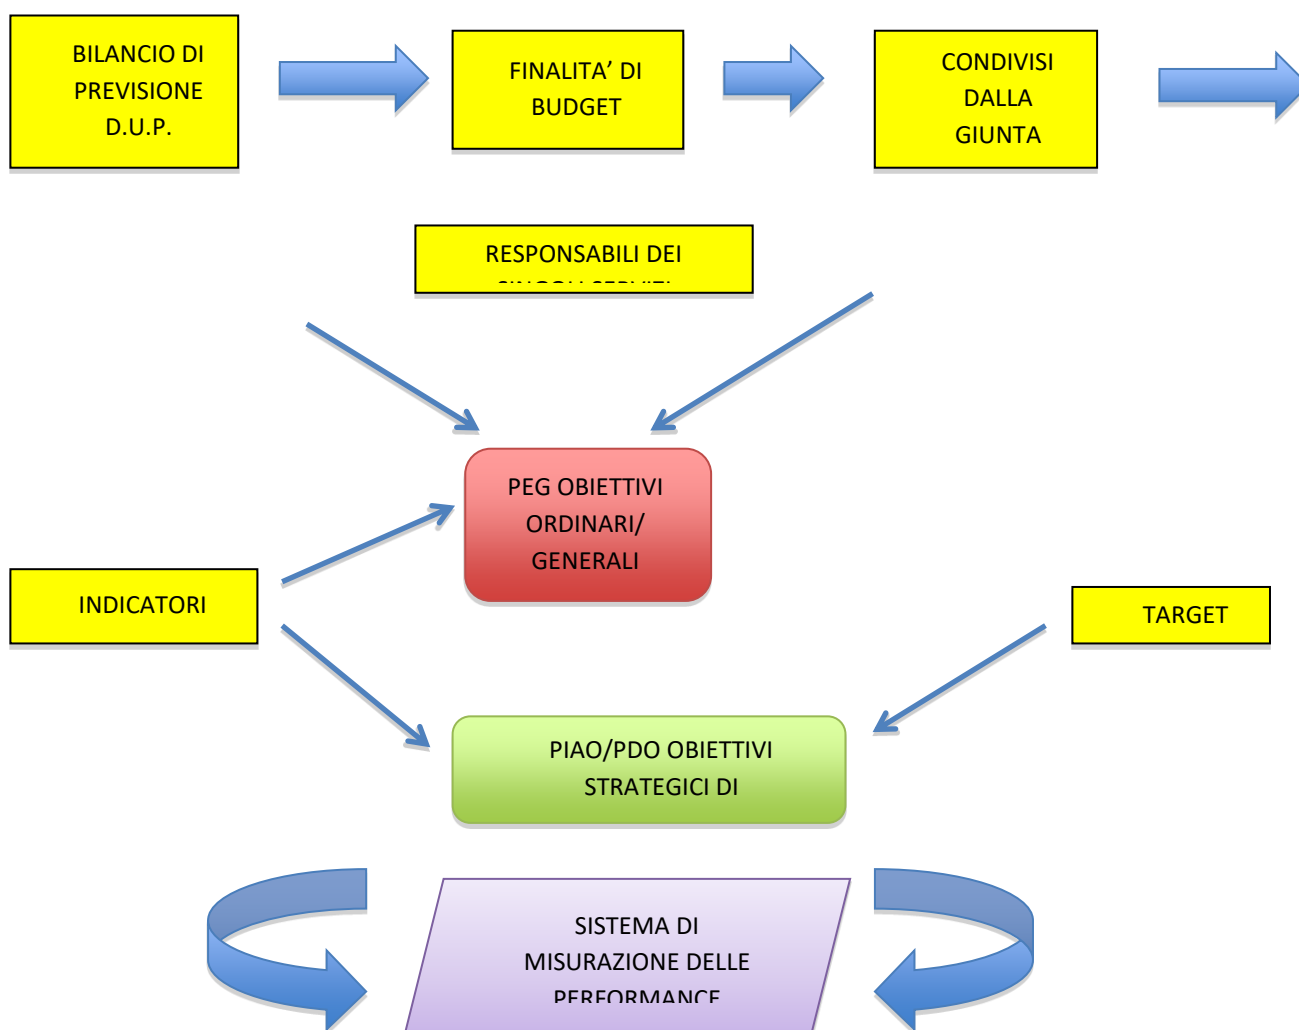 BILANCIO DI
PREVISIONE
D.U.P.
FINALITA’ DI
BUDGET
CONDIVISI
DALLA
GIUNTA
RESPONSABILI DEI
PEG OBIETTIVI
ORDINARI/
GENERALI
INDICATORI
TARGET
PIAO/PDO OBIETTIVI
STRATEGICI DI
SISTEMA DI
MISURAZIONE DELLE
PERFORMANCE